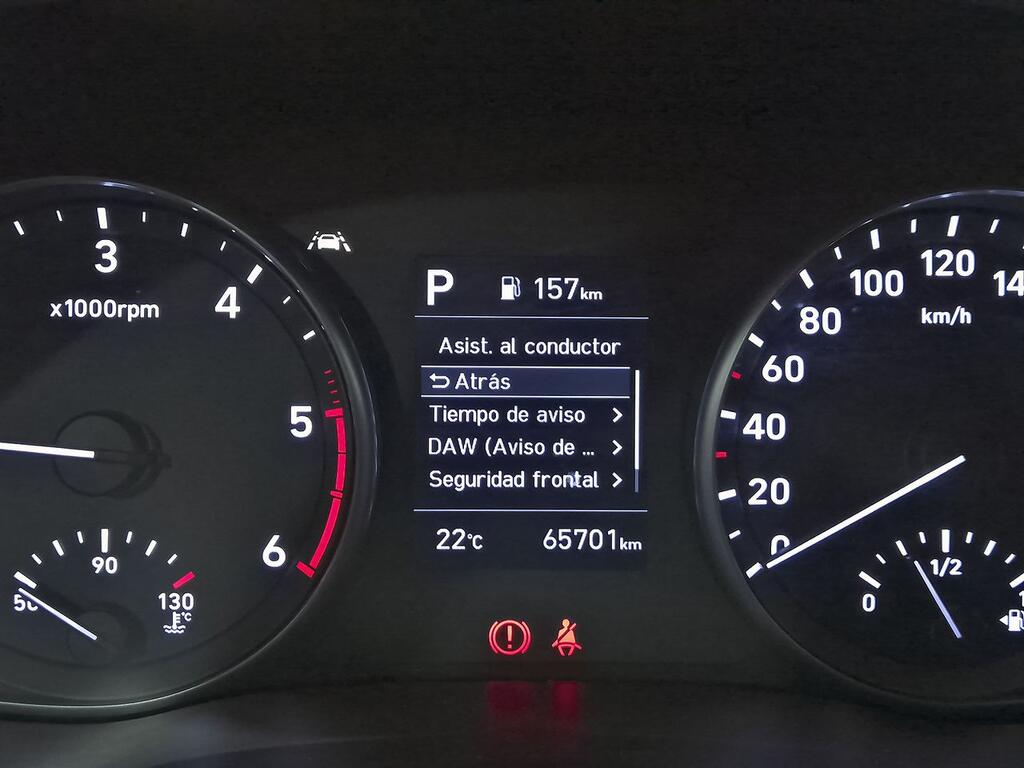 3
4
5
6
x1000rpm
90
130
°C
P 157km
Asist. al conductor
Atrás
Tiempo de aviso
DAW (Aviso de ...
Seguridad frontal
22°C 65701km
0
20
40
60
80
100
120
km/h
0
1/2